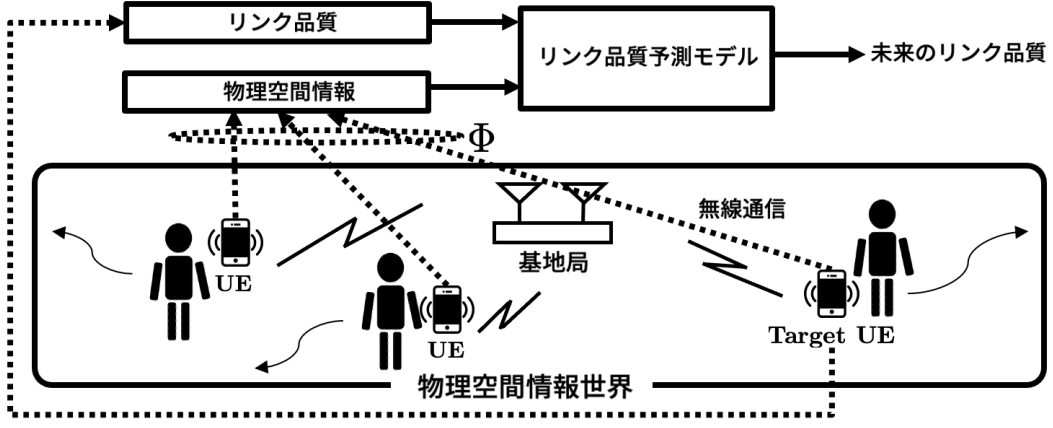 リンク品質
物理空間情報
リンク品質予測モデル
未来のリンク品質
Φ
無線通信
基地局
UE
UE
Target UE
物理空間情報世界